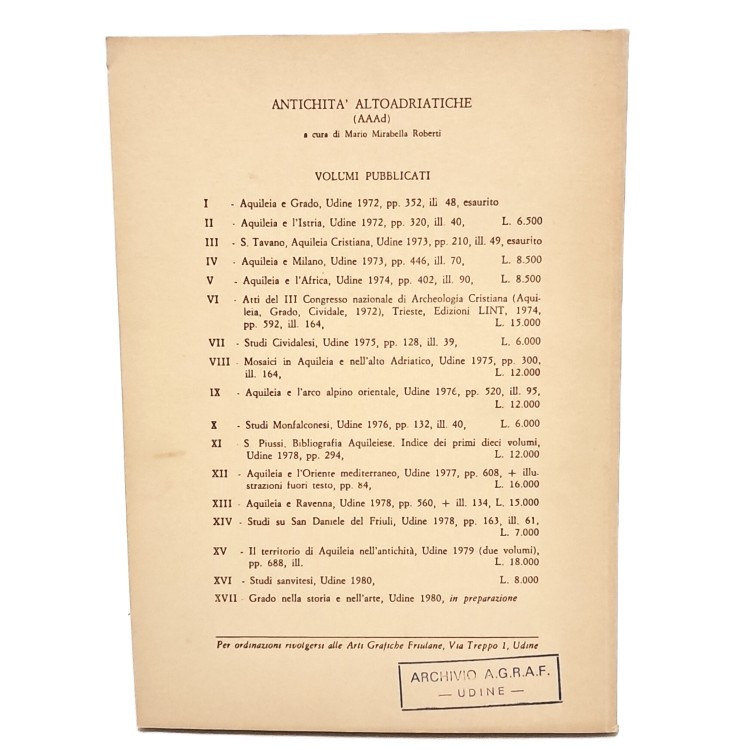 ANTICHITA' ALTOADRIATICHE
(AAAd)
a cura di Mario Mirabella Roberti
VOLUMI PUBBLICATI
I - Aquileia e Grado, Udine 1972, pp. 352, ill 48, esaurito
II - Aquileia e l'Istria, Udine 1972, pp. 320, ill. 40, L. 6.500
III - S. Tavano, Aquileia Cristiana, Udine 1973, pp. 210, ill. 49, esaurito
IV - Aquileia e Milano, Udine 1973, pp. 446, ill. 70, L. 8.500
V - Aquileia e l'Africa, Udine 1974, pp. 402, ill. 90, L. 8.500
VI - Atti del III Congresso nazionale di Archeologia Cristiana (Aqui-
leia, Grado, Cividale, 1972), Trieste, Edizioni LINT, 1974,
pp. 592, ill. 164, L. 15.000
VII - Studi Cividalesi, Udine 1975, pp. 128, ill. 39, L. 6.000
VIII - Mosaici in Aquileia e nell'alto Adriatico, Udine 1975, pp. 300,
ill. 164, L. 12.000
IX - Aquileia e l'arco alpino orientale, Udine 1976, pp. 520, ill. 95,
L. 12.000
X - Studi Monfalconesi, Udine 1976, pp. 132, ill. 40, L. 6.000
XI - S. Piussi, Bibliografia Aquileiese. Indice dei primi dieci volumi,
Udine 1978, pp. 294, L. 12.000
XII - Aquileia e l'Oriente mediterraneo, Udine 1977, pp. 608, + illu-
strazioni fuori testo, pp. 84, L. 16.000
XIII - Aquileia e Ravenna, Udine 1978, pp. 560, + ill. 134, L. 15.000
XIV - Studi su San Daniele del Friuli, Udine 1978, pp. 163, ill. 61,
L. 7.000
XV - Il territorio di Aquileia nell'antichità, Udine 1979 (due volumi),
pp. 688, ill. L. 18.000
XVI - Studi sanvitesi, Udine 1980, L. 8.000
XVII - Grado nella storia e nell'arte, Udine 1980, in preparazione
Per ordinazioni rivolgersi alle Arti Grafiche Friulane, Via Treppo 1, Udine
ARCHIVIO A.G.R.A.F.
— UDINE —